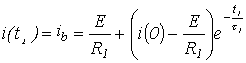 i(t₁) = i_b = E/R₁ + (i(0) − E/R₁)e^(−t₁/τ₁)